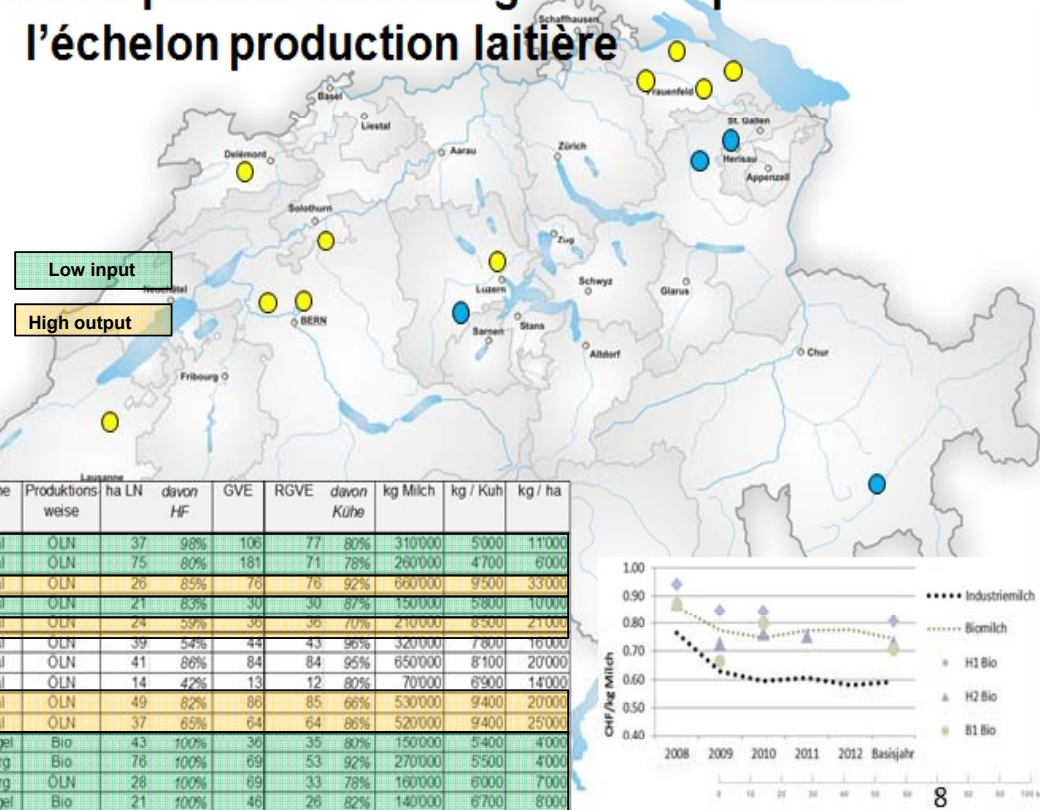 l'échelon production laitière
Schaffhausen
Frauenfeld
Basel
Liestal
St. Gallen
Delémont
Aarau
Zürich
Herisau
Appenzell
Solothurn
Low input
Zug
Neuchâtel
Luzern
Schwyz
Glarus
High output
BERN
Stans
Sarnen
Altdorf
Chur
Fribourg
Lausanne
Produktions- ha LN davon GVE RGVE davon kg Milch kg / Kuh kg / ha
weise HF Kühe
ÖLN 37 98% 106 77 80% 310'000 5'000 11'000
ÖLN 75 80% 181 71 78% 260'000 4'700 6'000
ÖLN 26 85% 76 76 92% 660'000 9'500 33'000
ÖLN 21 83% 30 30 87% 150'000 5'800 10'000
ÖLN 24 59% 36 36 70% 210'000 8'500 21'000
ÖLN 39 54% 44 43 96% 320'000 7'800 16'000
ÖLN 41 86% 84 84 95% 650'000 8'100 20'000
ÖLN 14 42% 13 12 80% 70'000 6'900 14'000
ÖLN 49 82% 86 85 66% 530'000 9'400 20'000
ÖLN 37 65% 64 64 86% 520'000 9'400 25'000
Bio 43 100% 36 35 80% 150'000 5'400 4'000
Bio 76 100% 69 53 92% 270'000 5'500 4'000
ÖLN 28 100% 69 33 78% 160'000 6'000 7'000
Bio 21 100% 46 26 82% 140'000 6'700 8'000
CHF/kg Milch
1.00
0.90
0.80
0.70
0.60
0.50
0.40
2008 2009 2010 2011 2012 Basisjahr
Industriemilch
Biomilch
H1 Bio
H2 Bio
B1 Bio
8